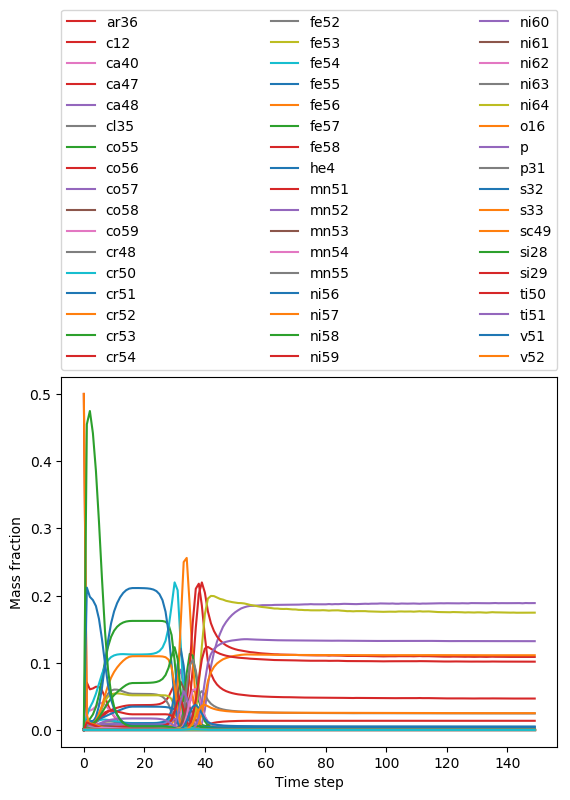 ar36
c12
ca40
ca47
ca48
cl35
co55
co56
co57
co58
co59
cr48
cr50
cr51
cr52
cr53
cr54
fe52
fe53
fe54
fe55
fe56
fe57
fe58
he4
mn51
mn52
mn53
mn54
mn55
ni56
ni57
ni58
ni59
ni60
ni61
ni62
ni63
ni64
o16
p
p31
s32
s33
sc49
si28
si29
ti50
ti51
v51
v52
0.5
0.4
0.3
0.2
0.1
0.0
Mass fraction
0 20 40 60 80 100 120 140
Time step